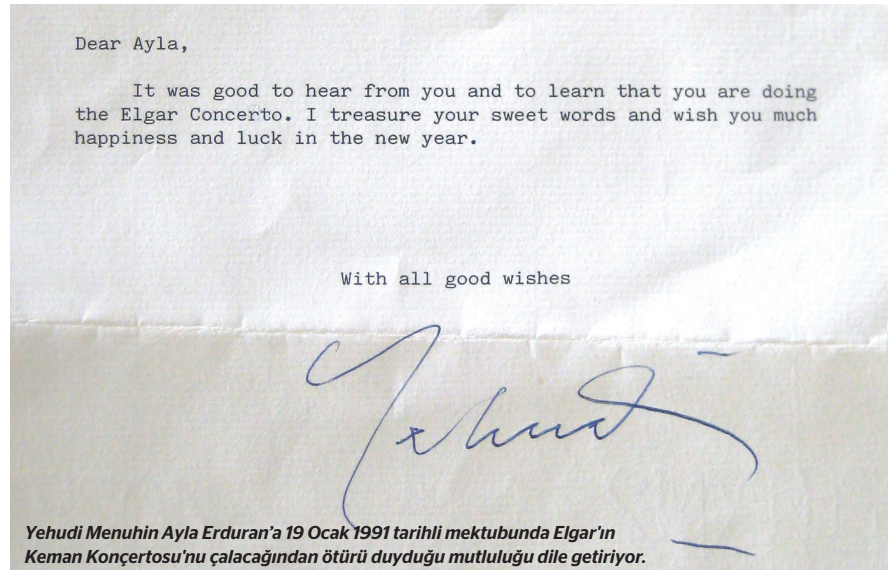 Dear Ayla,
It was good to hear from you and to learn that you are doing
the Elgar Concerto. I treasure your sweet words and wish you much
happiness and luck in the new year.
With all good wishes
Yehudi
Yehudi Menuhin Ayla Erduran’a 19 Ocak 1991 tarihli mektubunda Elgar'ın
Keman Konçertosu'nu çalacağından ötürü duyduğu mutluluğu dile getiriyor.